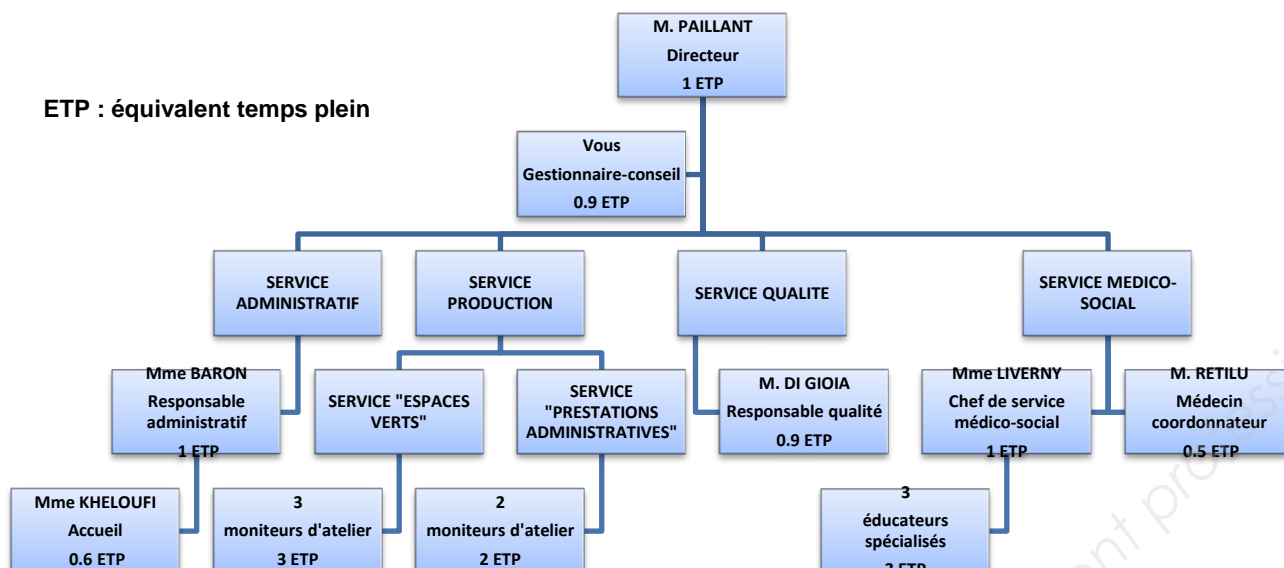 M. PAILLANT
Directeur
1 ETP
ETP : équivalent temps plein
Vous
Gestionnaire-conseil
0.9 ETP
SERVICE
ADMINISTRATIF
SERVICE
PRODUCTION
SERVICE QUALITE
SERVICE MEDICO-
SOCIAL
Mme BARON
Responsable
administratif
1 ETP
SERVICE "ESPACES
VERTS"
SERVICE
"PRESTATIONS
ADMINISTRATIVES"
M. DI GIOIA
Responsable qualité
0.9 ETP
Mme LIVERNY
Chef de service
médico-social
1 ETP
M. RETILU
Médecin
coordonnateur
0.5 ETP
Mme KHELOUFI
Accueil
0.6 ETP
3
moniteurs d'atelier
3 ETP
2
moniteurs d'atelier
2 ETP
3
éducateurs
spécialisés
ETP